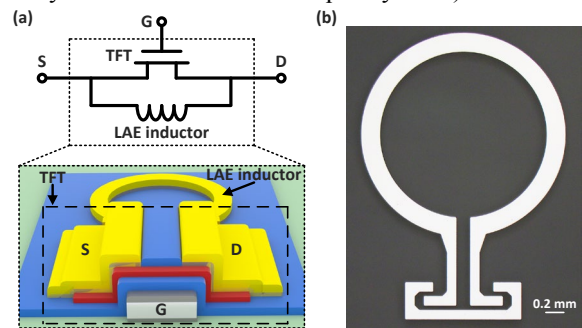 (a)
G
TFT
S
D
LAE inductor
TFT
LAE inductor
S
D
G
(b)
0.2 mm